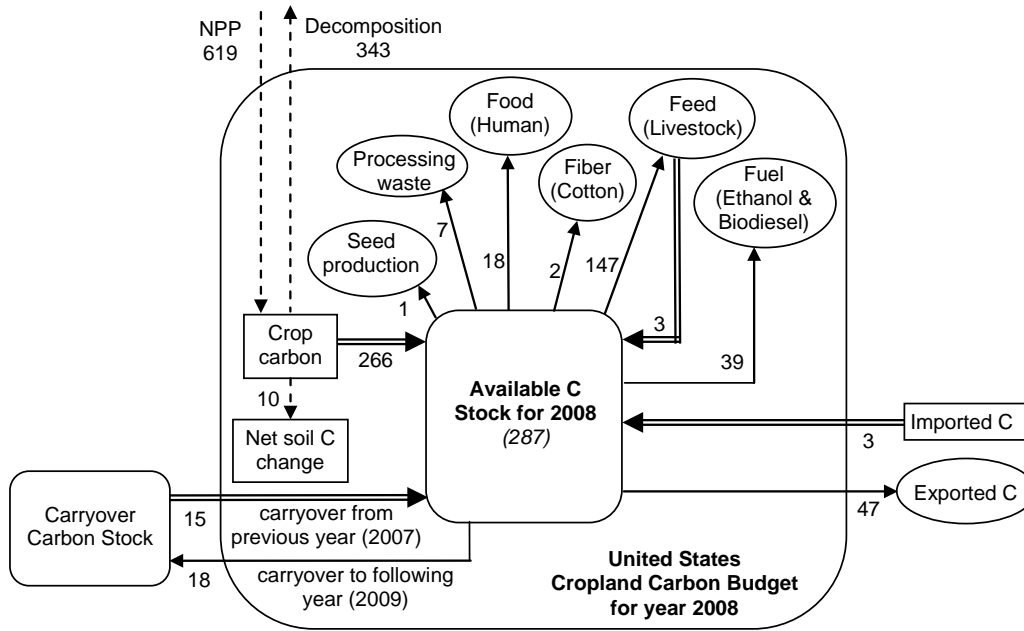 NPP
619
Decomposition
343
Food
(Human)
Feed
(Livestock)
Processing
waste
Fiber
(Cotton)
Fuel
(Ethanol &
Biodiesel)
Seed
production
7
18
2
147
1
3
39
Crop
carbon
266
10
Net soil C
change
Available C
Stock for 2008
(287)
Imported C
3
Exported C
47
Carryover
Carbon Stock
15
carryover from
previous year (2007)
18
carryover to following
year (2009)
United States
Cropland Carbon Budget
for year 2008